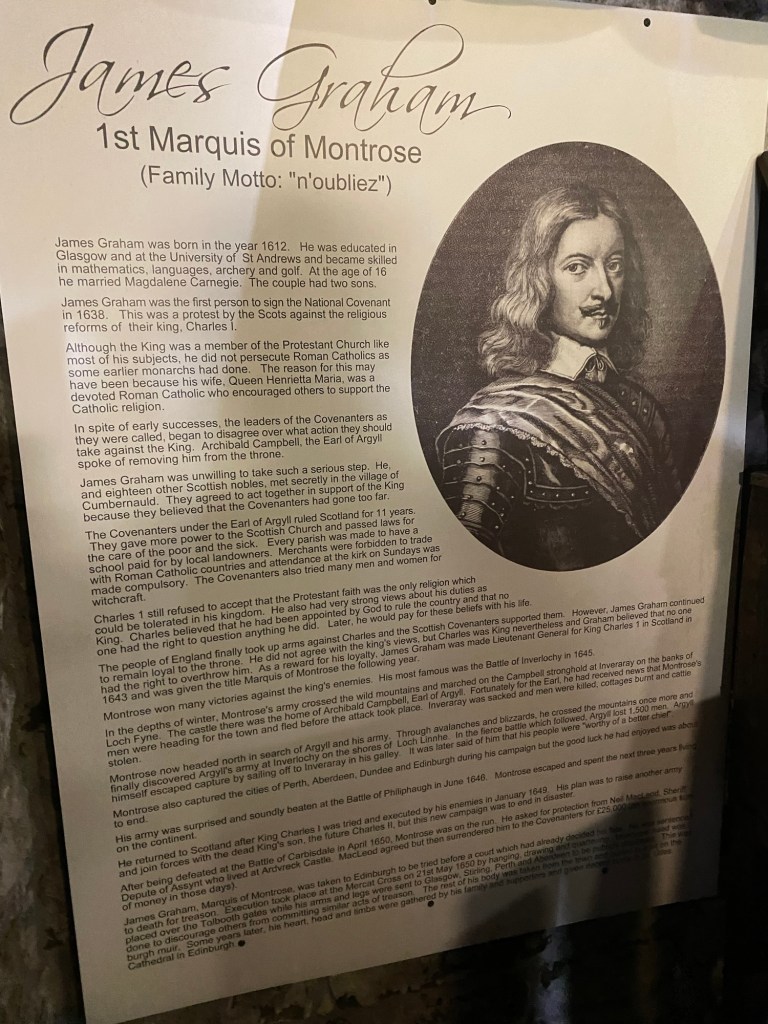 James Graham
1st Marquis of Montrose
(Family Motto: "n'oubliez")
James Graham was born in the year 1612. He was educated in
Glasgow and at the University of St Andrews and became skilled
in mathematics, languages, archery and golf. At the age of 16
he married Magdalene Carnegie. The couple had two sons.
James Graham was the first person to sign the National Covenant
in 1638. This was a protest by the Scots against the religious
reforms of their king, Charles I.
Although the King was a member of the Protestant Church like
most of his subjects, he did not persecute Roman Catholics as
some earlier monarchs had done. The reason for this may
have been because his wife, Queen Henrietta Maria, was a
devoted Roman Catholic who encouraged others to support the
Catholic religion.
In spite of early successes, the leaders of the Covenanters as
they were called, began to disagree over what action they should
take against the King. Archibald Campbell, the Earl of Argyll
spoke of removing him from the throne.
James Graham was unwilling to take such a serious step. He,
and eighteen other Scottish nobles, met secretly in the village of
Cumbernauld. They agreed to act together in support of the King
because they believed that the Covenanters had gone too far.
The Covenanters under the Earl of Argyll ruled Scotland for 11 years.
They gave more power to the Scottish Church and passed laws for
the care of the poor and the sick. Every parish was made to have a
school paid for by local landowners. Merchants were forbidden to trade
with Roman Catholic countries and attendance at the kirk on Sundays was
made compulsory. The Covenanters also tried many men and women for
witchcraft.
Charles 1 still refused to accept that the Protestant faith was the only religion which
could be tolerated in his kingdom. He also had very strong views about his duties as
King. Charles believed that he had been appointed by God to rule the country and that no
one had the right to question anything he did. Later, he would pay for these beliefs with his life.
The people of England finally took up arms against Charles and the Scottish Covenanters supported them. However, James Graham continued
to remain loyal to the throne. He did not agree with the king's views, but Charles was King nevertheless and Graham believed that no one
had the right to overthrow him. As a reward for his loyalty, James Graham was made Lieutenant General for King Charles 1 in Scotland in
1643 and was given the title Marquis of Montrose the following year.
Montrose won many victories against the king's enemies. His most famous was the Battle of Inverlochy in 1645.
In the depths of winter, Montrose's army crossed the wild mountains and marched on the Campbell stronghold at Inveraray on the banks of
Loch Fyne. The castle there was the home of Archibald Campbell, Earl of Argyll. Fortunately for the Earl, he had received news that Montrose's
men were heading for the town and fled before the attack took place. Inveraray was sacked and men were killed, cottages burnt and cattle
stolen.
Montrose now headed north in search of Argyll and his army. Through avalanches and blizzards, he crossed the mountains once more and
finally discovered Argyll's army at Inverlochy on the shores of Loch Linnhe. In the fierce battle which followed, Argyll lost 1,500 men. Argyll
himself escaped capture by sailing off to Inveraray in his galley. It was later said of him that his people were "worthy of a better chief".
Montrose also captured the cities of Perth, Aberdeen, Dundee and Edinburgh during his campaign but the good luck he had enjoyed was about
to end.
His army was surprised and soundly beaten at the Battle of Philiphaugh in June 1646. Montrose escaped and spent the next three years living
on the continent.
He returned to Scotland after King Charles I was tried and executed by his enemies in January 1649. His plan was to raise another army
and join forces with the dead King's son, the future Charles II, but this new campaign was to end in disaster.
After being defeated at the Battle of Carbisdale in April 1650, Montrose was on the run. He asked for protection from Neil MacLeod, Sheriff
Depute of Assynt who lived at Ardvreck Castle. MacLeod agreed but then surrendered him to the Covenanters for £25,000
of money in those days).
James Graham, Marquis of Montrose, was taken to Edinburgh to be tried before a court which had already decided
to death for treason. Execution took place at the Mercat Cross on 21st May 1650 by hanging, drawing and
placed over the Tolbooth gates while his arms and legs were sent to Glasgow, Stirling, Perth and Aberdeen
done to discourage others from committing similar acts of treason. The rest of his body was taken from the
burgh muir. Some years later, his heart, head and limbs were gathered by his family and supporters and given
Cathedral in Edinburgh.